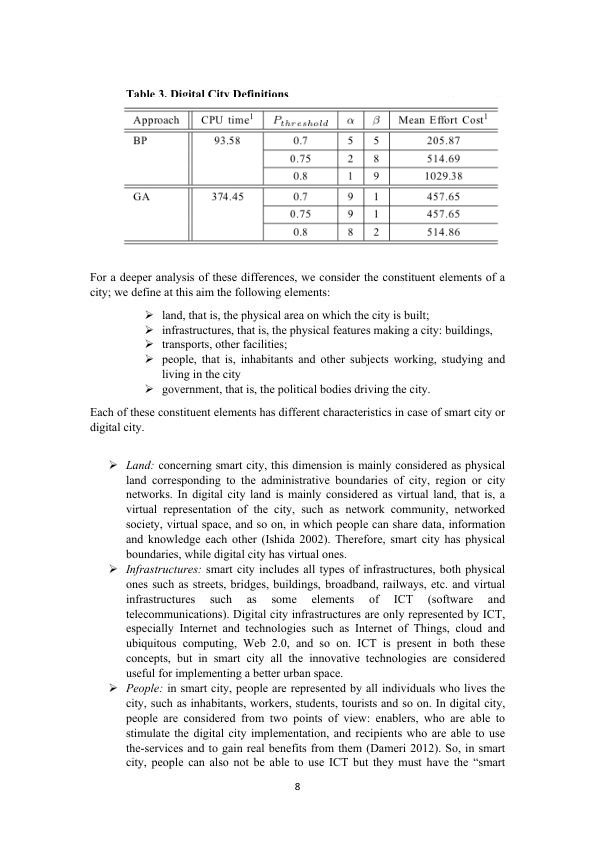 Table 3. Digital City Definitions
Approach CPU time1 Pthreshold α β Mean Effort Cost1
BP 93.58 0.7 5 5 205.87
0.75 2 8 514.69
0.8 1 9 1029.38
GA 374.45 0.7 9 1 457.65
0.75 9 1 457.65
0.8 8 2 514.86
For a deeper analysis of these differences, we consider the constituent elements of a
city; we define at this aim the following elements:
➢ land, that is, the physical area on which the city is built;
➢ infrastructures, that is, the physical features making a city: buildings,
➢ transports, other facilities;
➢ people, that is, inhabitants and other subjects working, studying and
living in the city
➢ government, that is, the political bodies driving the city.
Each of these constituent elements has different characteristics in case of smart city or
digital city.
➢ Land: concerning smart city, this dimension is mainly considered as physical
land corresponding to the administrative boundaries of city, region or city
networks. In digital city land is mainly considered as virtual land, that is, a
virtual representation of the city, such as network community, networked
society, virtual space, and so on, in which people can share data, information
and knowledge each other (Ishida 2002). Therefore, smart city has physical
boundaries, while digital city has virtual ones.
➢ Infrastructures: smart city includes all types of infrastructures, both physical
ones such as streets, bridges, buildings, broadband, railways, etc. and virtual
infrastructures such as some elements of ICT (software and
telecommunications). Digital city infrastructures are only represented by ICT,
especially Internet and technologies such as Internet of Things, cloud and
ubiquitous computing, Web 2.0, and so on. ICT is present in both these
concepts, but in smart city all the innovative technologies are considered
useful for implementing a better urban space.
➢ People: in smart city, people are represented by all individuals who lives the
city, such as inhabitants, workers, students, tourists and so on. In digital city,
people are considered from two points of view: enablers, who are able to
stimulate the digital city implementation, and recipients who are able to use
the-services and to gain real benefits from them (Dameri 2012). So, in smart
city, people can also not be able to use ICT but they must have the “smart
8